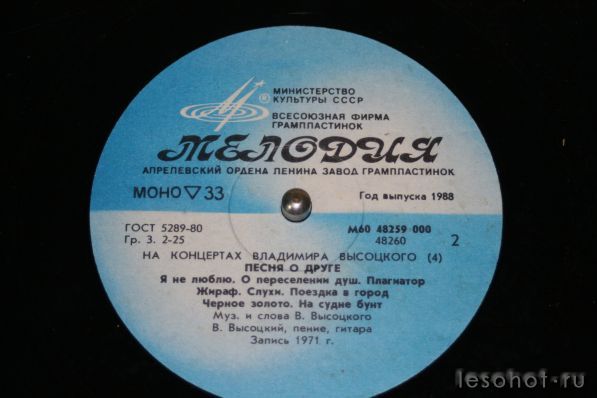 МИНИСТЕРСТВО
КУЛЬТУРЫ СССР
®
ВСЕСОЮЗНАЯ ФИРМА
ГРАМПЛАСТИНОК
МЕЛОДИЯ
АПРЕЛЕВСКИЙ ОРДЕНА ЛЕНИНА ЗАВОД ГРАМПЛАСТИНОК
МОНО ▽ 33
Год выпуска 1988
ГОСТ 5289-80
М60 48259 000
Гр. 3. 2-25
48260
2
НА КОНЦЕРТАХ ВЛАДИМИРА ВЫСОЦКОГО (4)
ПЕСНЯ О ДРУГЕ
Я не люблю. О переселении душ. Плагиатор
Жираф. Слухи. Поездка в город
Черное золото. На судне бунт
Муз. и слова В. Высоцкого
В. Высоцкий, пение, гитара
Запись 1971 г.
lesohot-ru